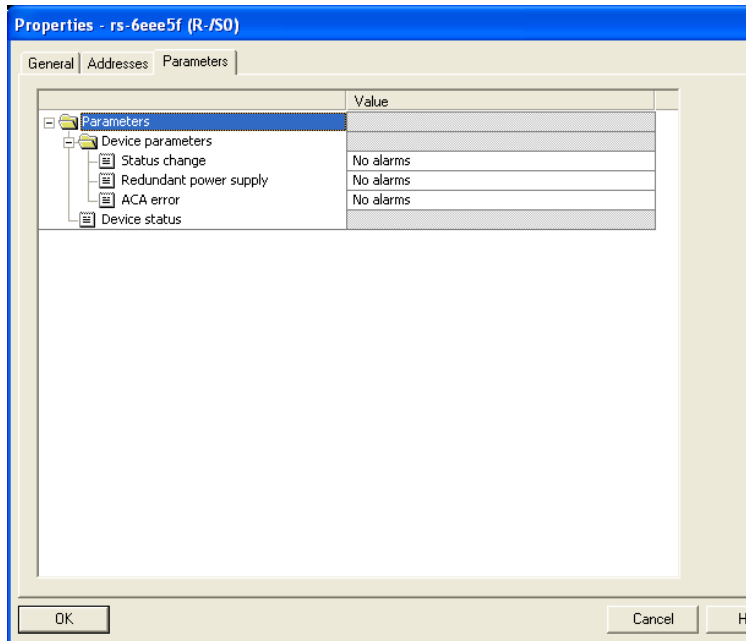 Properties - rs-6eee5f (R-/S0)
General Addresses Parameters
Value
Parameters
Device parameters
Status change No alarms
Redundant power supply No alarms
ACA error No alarms
Device status
OK Cancel H